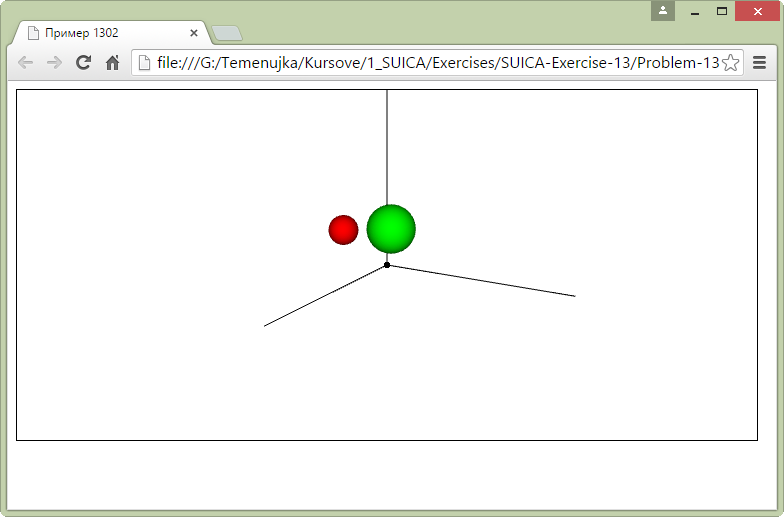 Пример 1302
file:///G:/Temenujka/Kursove/1_SUICA/Exercises/SUICA-Exercise-13/Problem-13